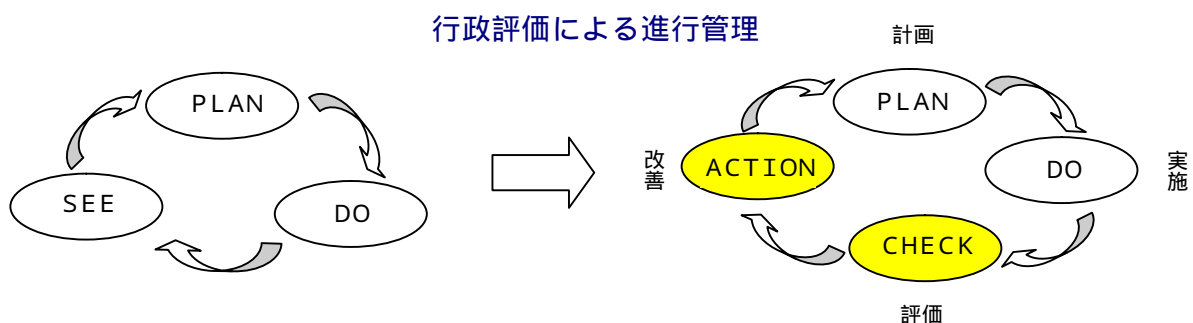 行政評価による進行管理
計画
PLAN
SEE
DO
PLAN
改善
ACTION
DO
実施
CHECK
評価